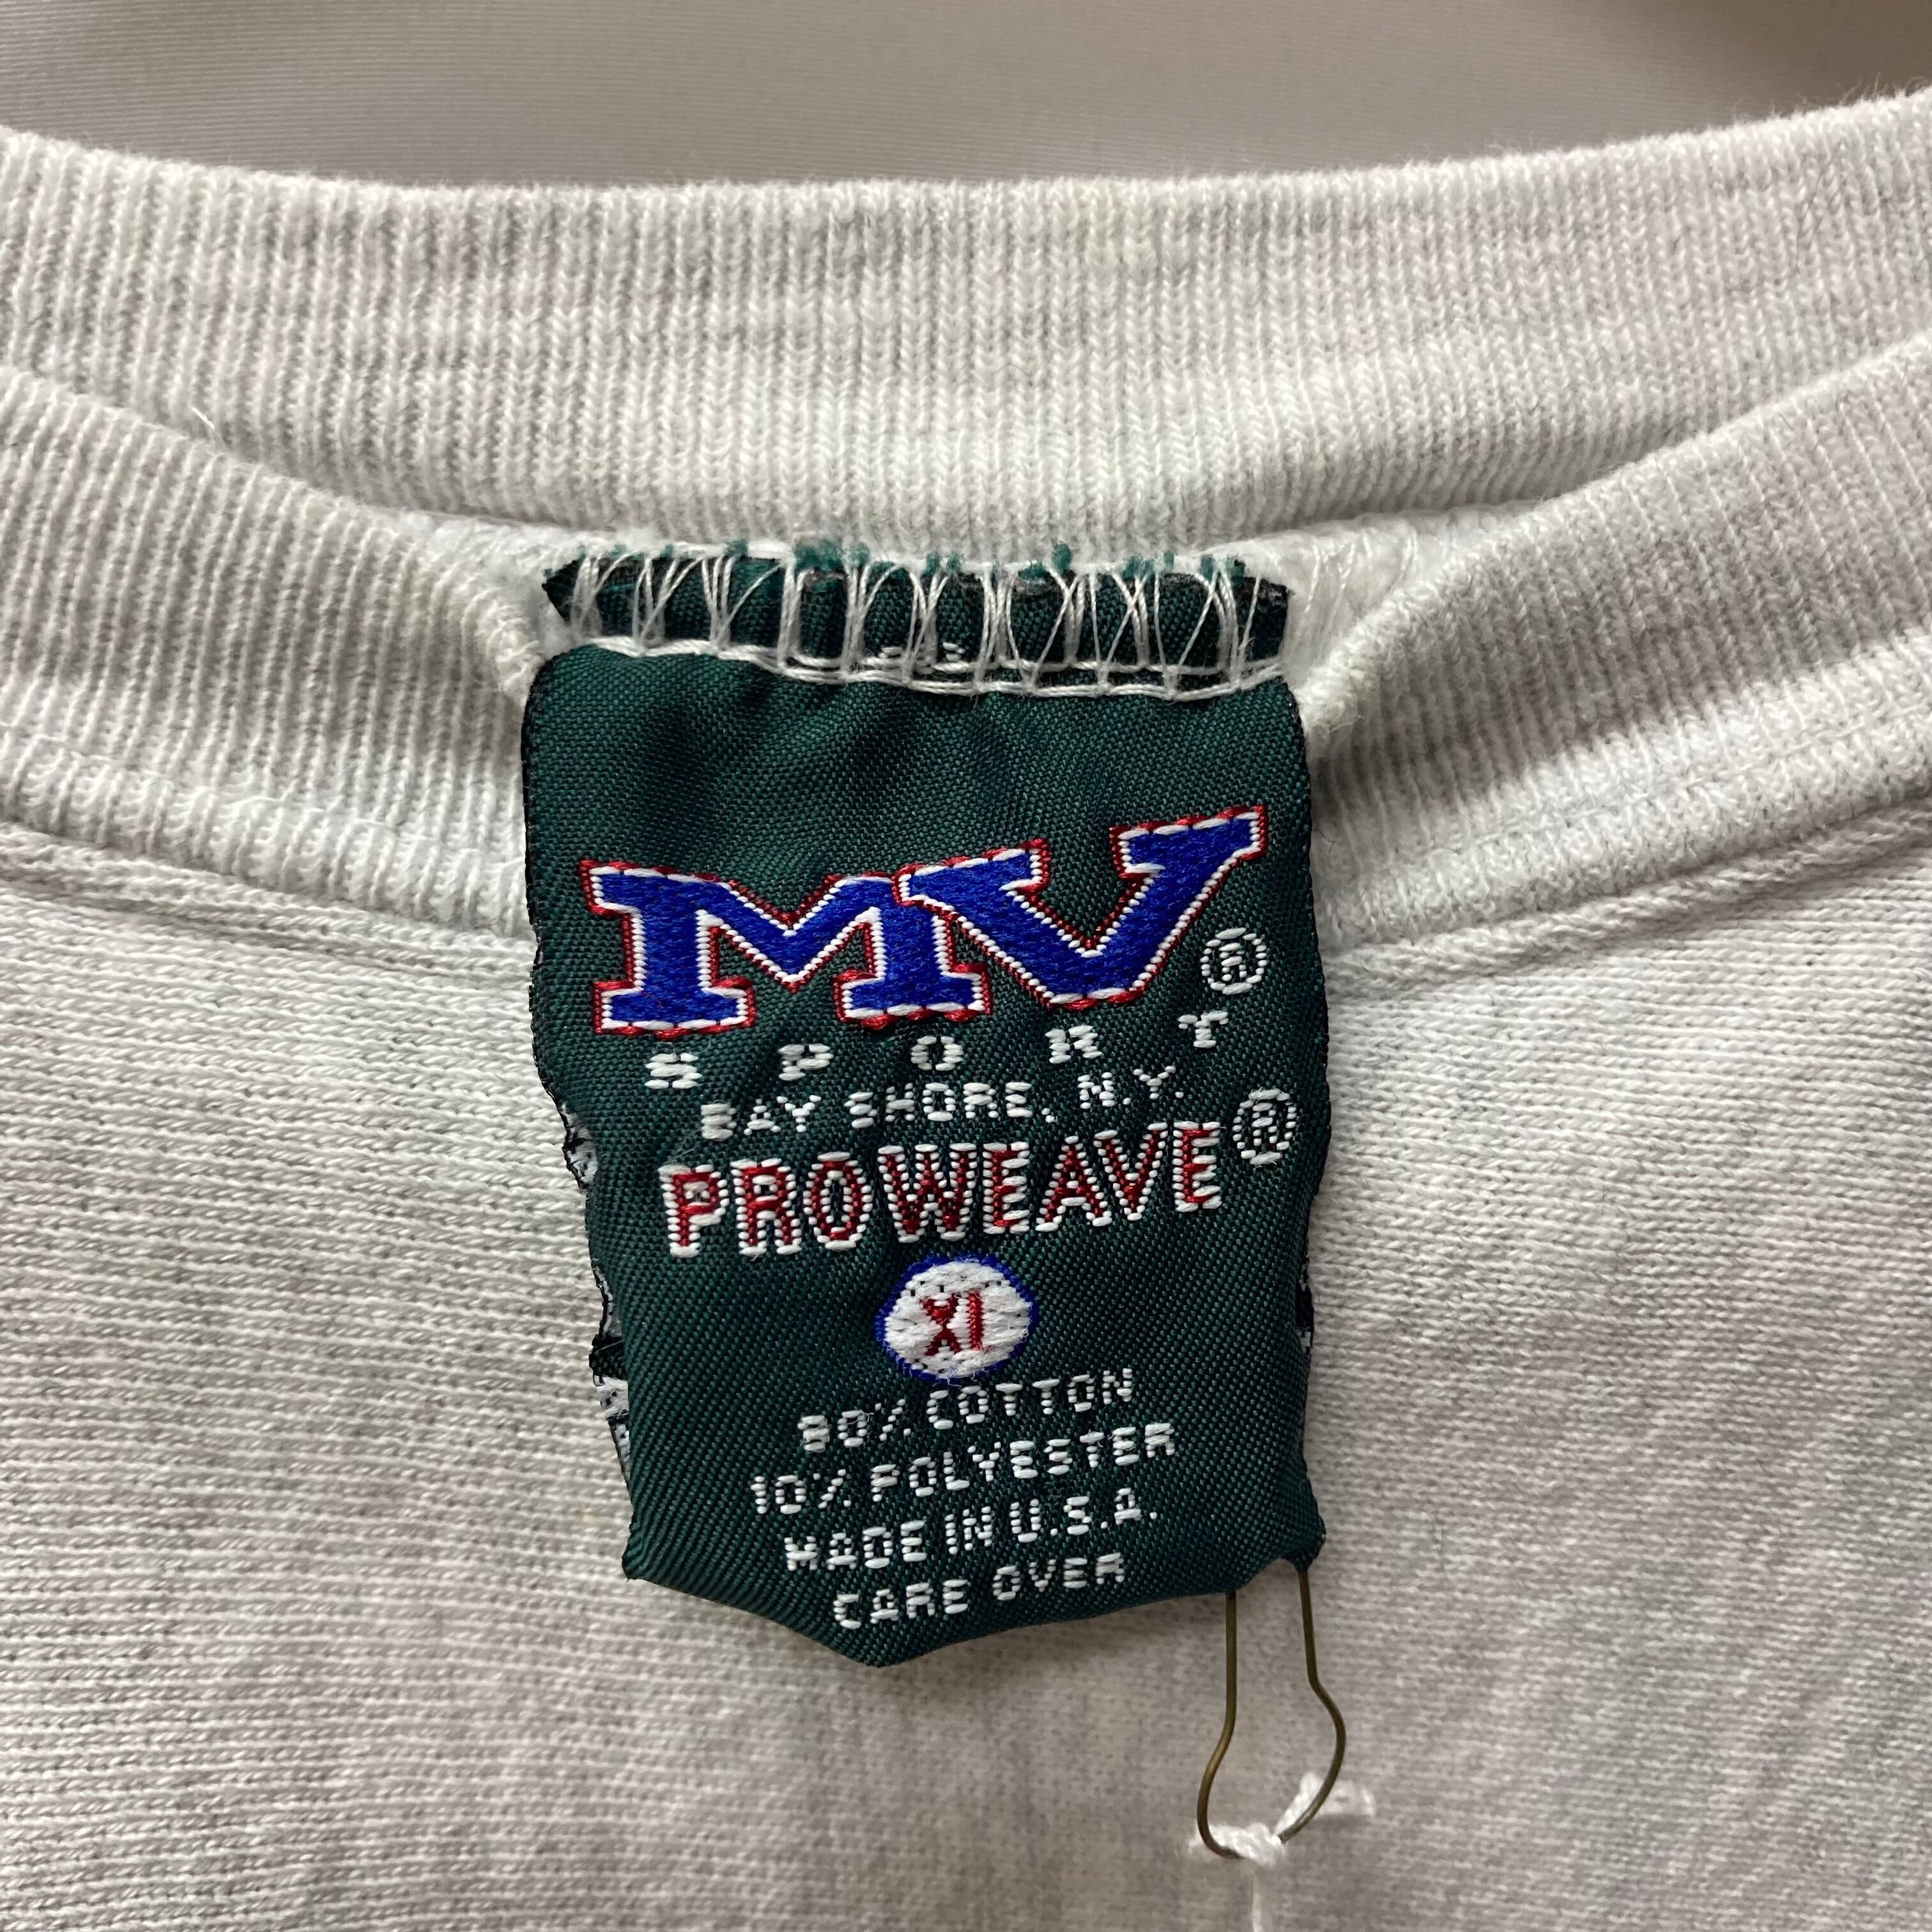 MV®
SPORT
BAY SHORE, N.Y.
PROWEAVE®
XL
90% COTTON
10% POLYESTER
MADE IN U.S.A.
CARE OVER